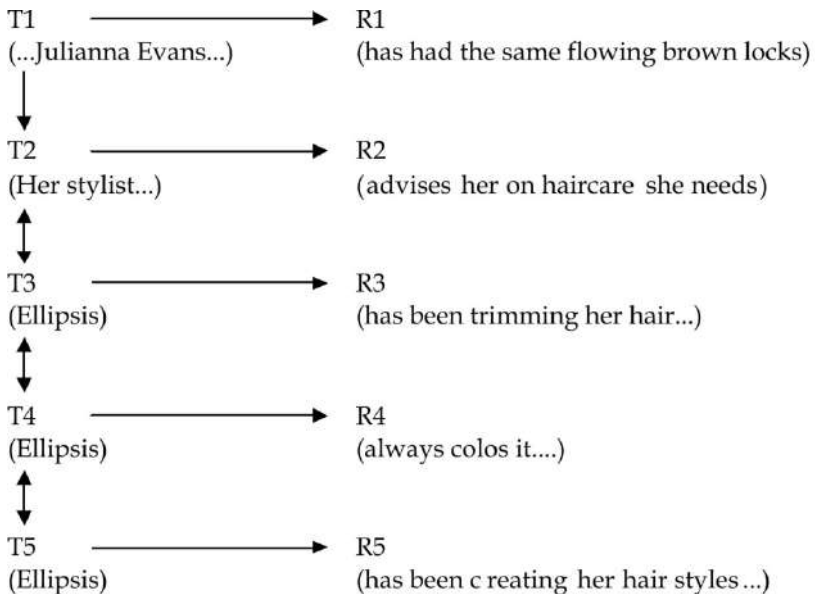 T1 R1
(...Julianna Evans...) (has had the same flowing brown locks)
T2 R2
(Her stylist...) (advises her on haircare she needs)
T3 R3
(Ellipsis) (has been trimming her hair...)
T4 R4
(Ellipsis) (always colos it....)
T5 R5
(Ellipsis) (has been c reating her hair styles...)